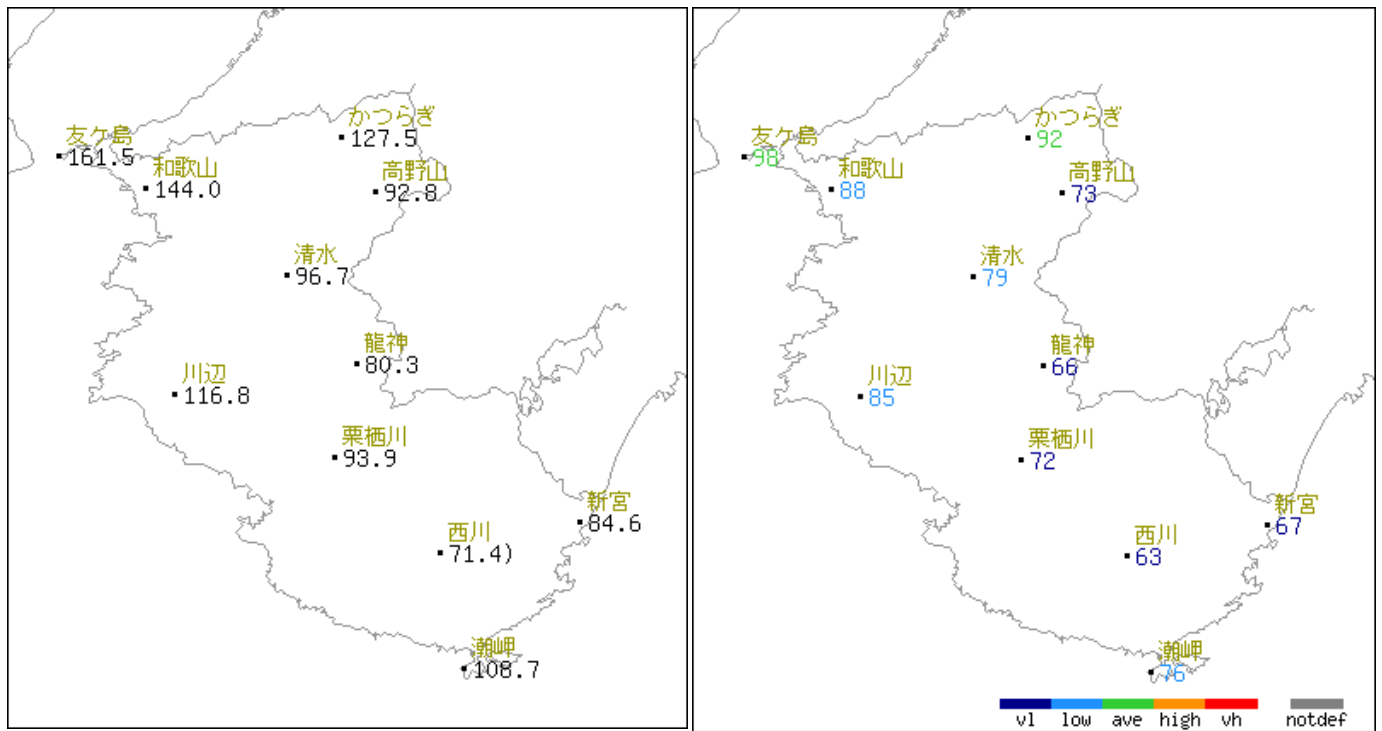 かつらぎ
127.5
友ケ島
161.5
和歌山
144.0
高野山
92.8
清水
96.7
龍神
80.3
川辺
116.8
栗栖川
93.9
新宮
84.6
西川
71.4)
潮岬
108.7
かつらぎ
92
友ケ島
98
和歌山
88
高野山
73
清水
79
龍神
66
川辺
85
栗栖川
72
新宮
67
西川
63
潮岬
76
vl low ave high vh notdef